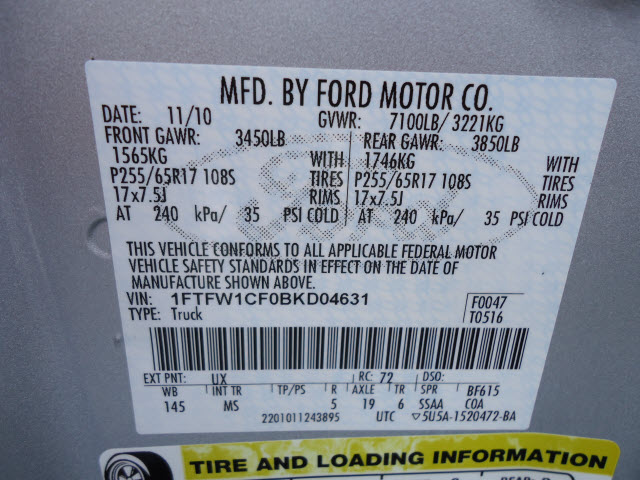 MFD. BY FORD MOTOR CO.
DATE: 11/10 GVWR: 7100LB/ 3221KG
FRONT GAWR: 3450LB REAR GAWR: 3850LB
1565KG WITH 1746KG WITH
P255/65R17 108S TIRES P255/65R17 108S TIRES
17x7.5J RIMS 17x7.5J RIMS
AT 240 kPa/ 35 PSI COLD AT 240 kPa/ 35 PSI COLD
THIS VEHICLE CONFORMS TO ALL APPLICABLE FEDERAL MOTOR
VEHICLE SAFETY STANDARDS IN EFFECT ON THE DATE OF
MANUFACTURE SHOWN ABOVE.
VIN: 1FTFW1CF0BKD04631 F0047
TYPE: Truck T0516
EXT PNT: UX RC: 72 DSO:
WB INT TR TP/PS R AXLE TR SPR BF615
145 MS 5 19 6 SSAA COA
2201011243895 UTC ▽5U5A-1520472-BA
TIRE AND LOADING INFORMATION